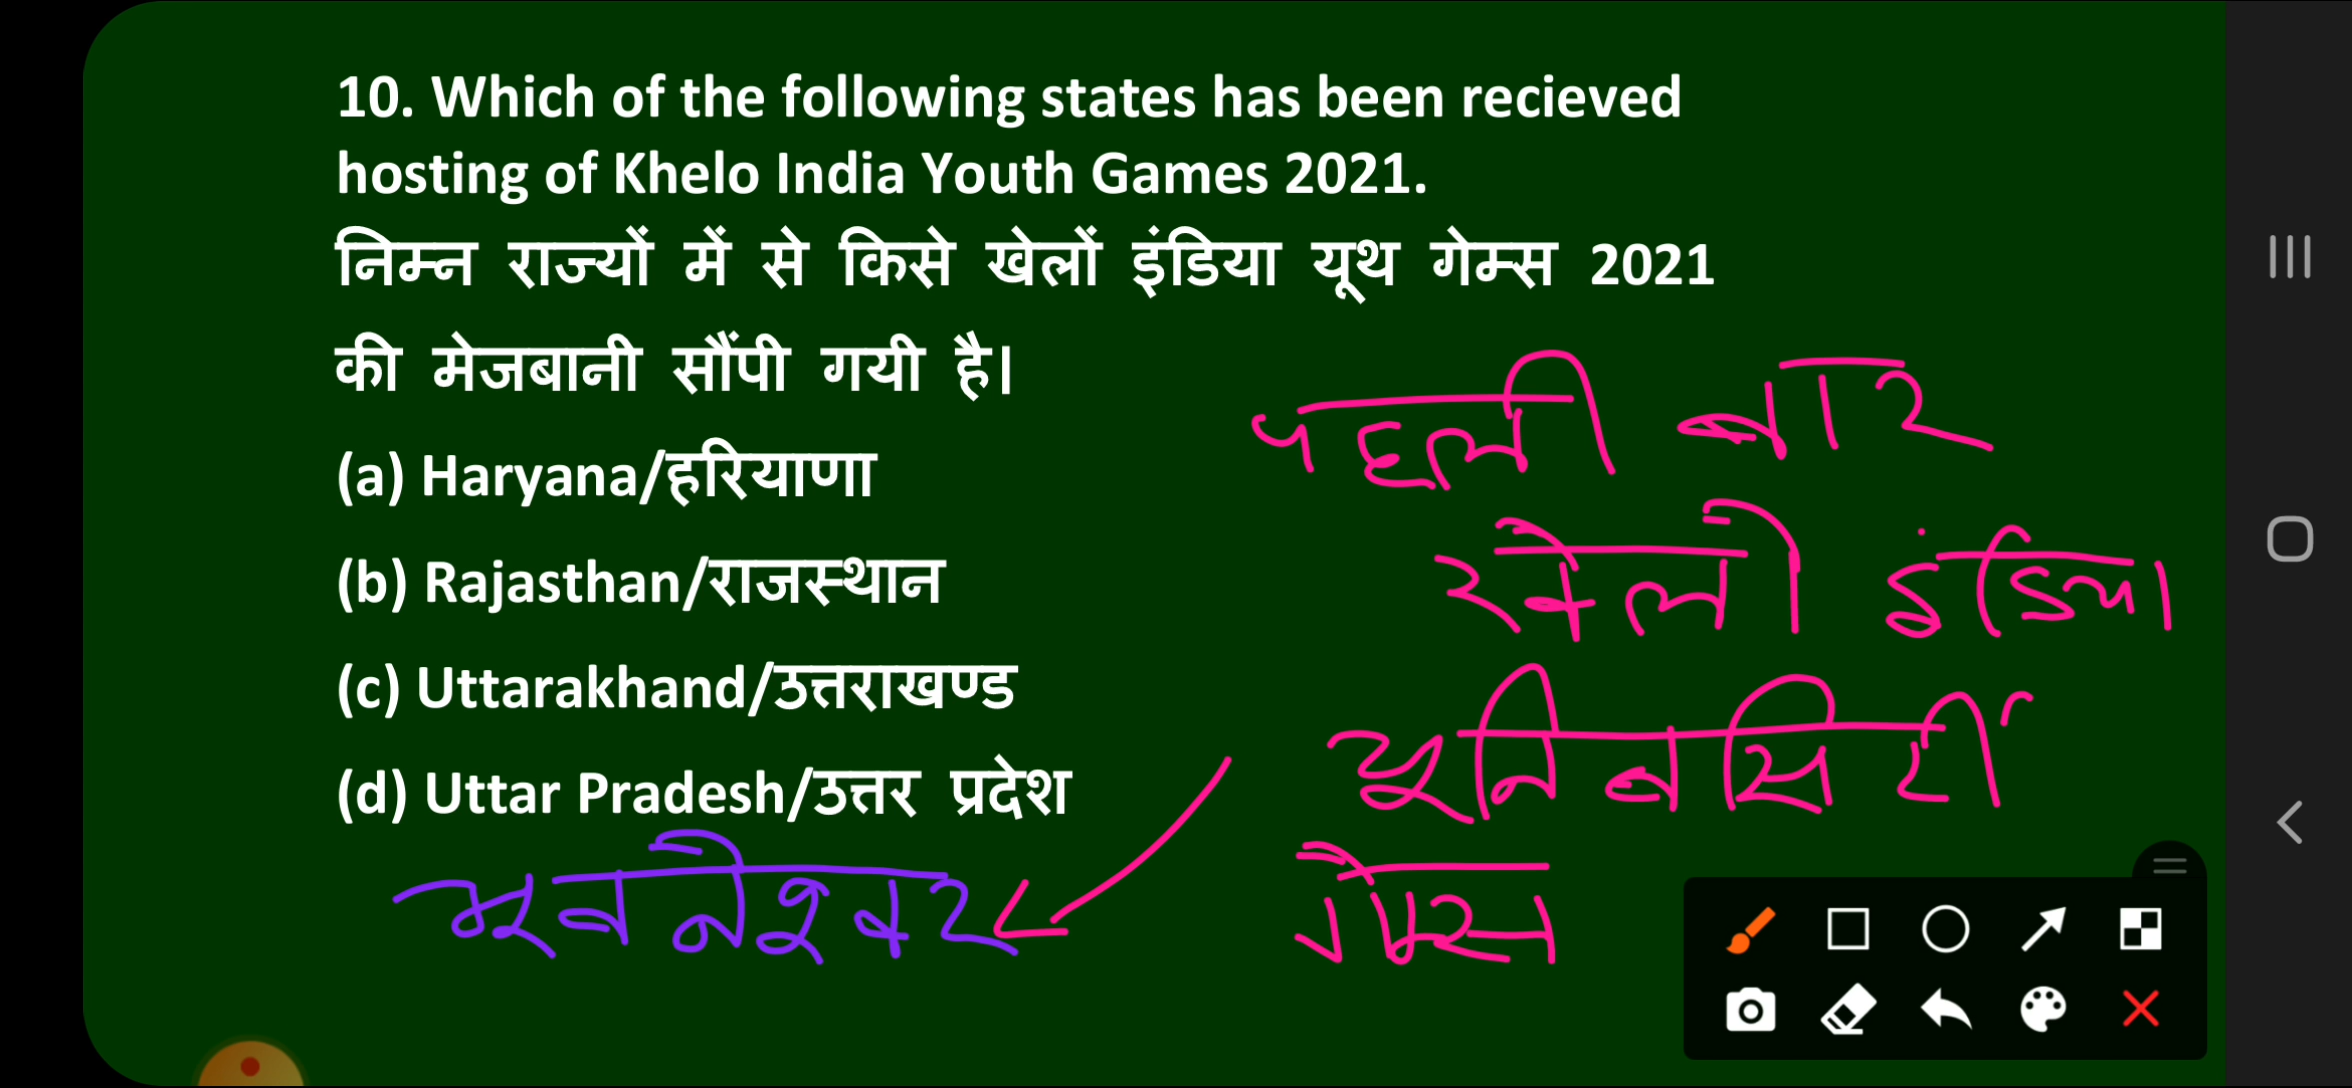 10. Which of the following states has been recieved
hosting of Khelo India Youth Games 2021.
निम्न राज्यों में से किसे खेलों इंडिया यूथ गेम्स 2021
की मेजबानी सौंपी गयी है।
(a) Haryana/हरियाणा
(b) Rajasthan/राजस्थान
(c) Uttarakhand/उत्तराखण्ड
(d) Uttar Pradesh/उत्तर प्रदेश
पहली बार
खेलो इंडिया
यूनिवर्सिटी
गेम्स
भुवनेश्वर